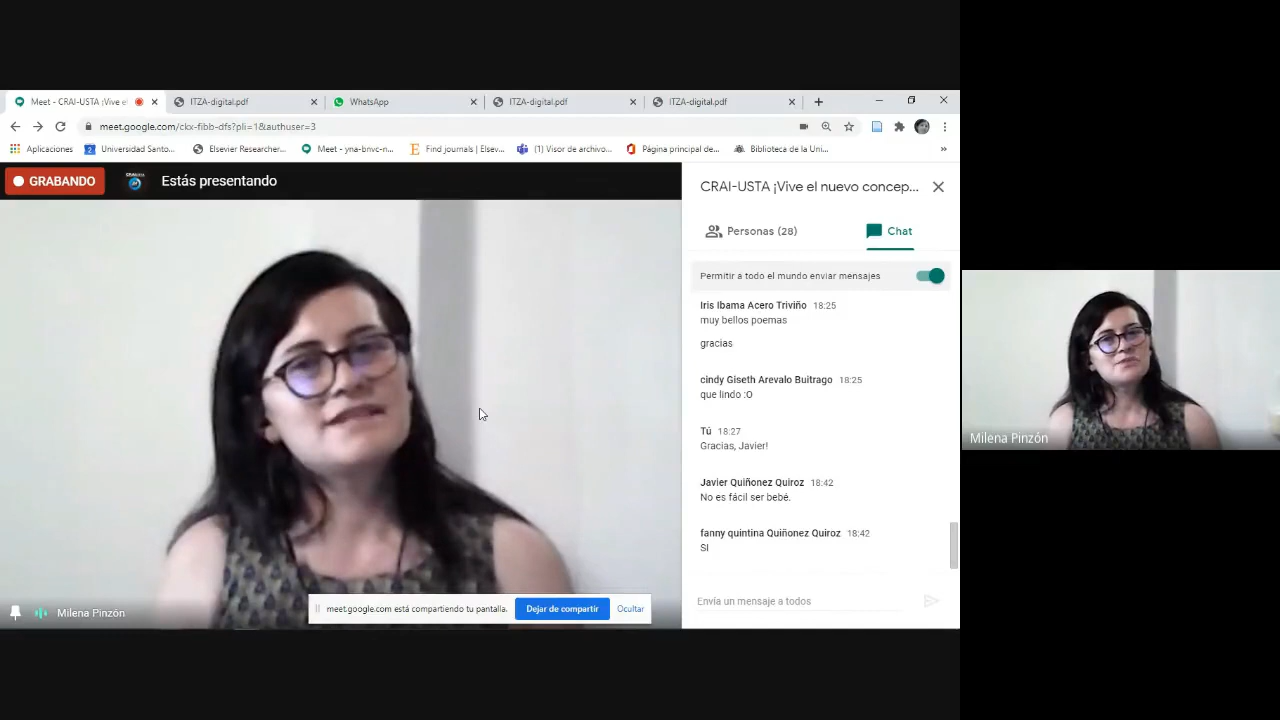 Meet - CRAI-USTA ¡Vive el
ITZA-digital.pdf
WhatsApp
ITZA-digital.pdf
ITZA-digital.pdf
meet.google.com/ckx-fibb-dfs?pli=1&authuser=3
Aplicaciones
Universidad Santo...
Elsevier Researcher...
Meet - yna-bnvc-n...
Find journals | Elsev...
(1) Visor de archivo...
Página principal de...
Biblioteca de la Uni...
GRABANDO
Estás presentando
CRAI-USTA ¡Vive el nuevo concep...
Personas (28)
Chat
Permitir a todo el mundo enviar mensajes
Iris Ibama Acero Triviño 18:25
muy bellos poemas
gracias
cindy Giseth Arevalo Buitrago 18:25
que lindo :O
Tú 18:27
Gracias, Javier!
Javier Quiñonez Quiroz 18:42
No es fácil ser bebé.
fanny quintina Quiñonez Quiroz 18:42
SI
Envía un mensaje a todos
Milena Pinzón
meet.google.com está compartiendo tu pantalla.
Dejar de compartir
Ocultar
Milena Pinzón